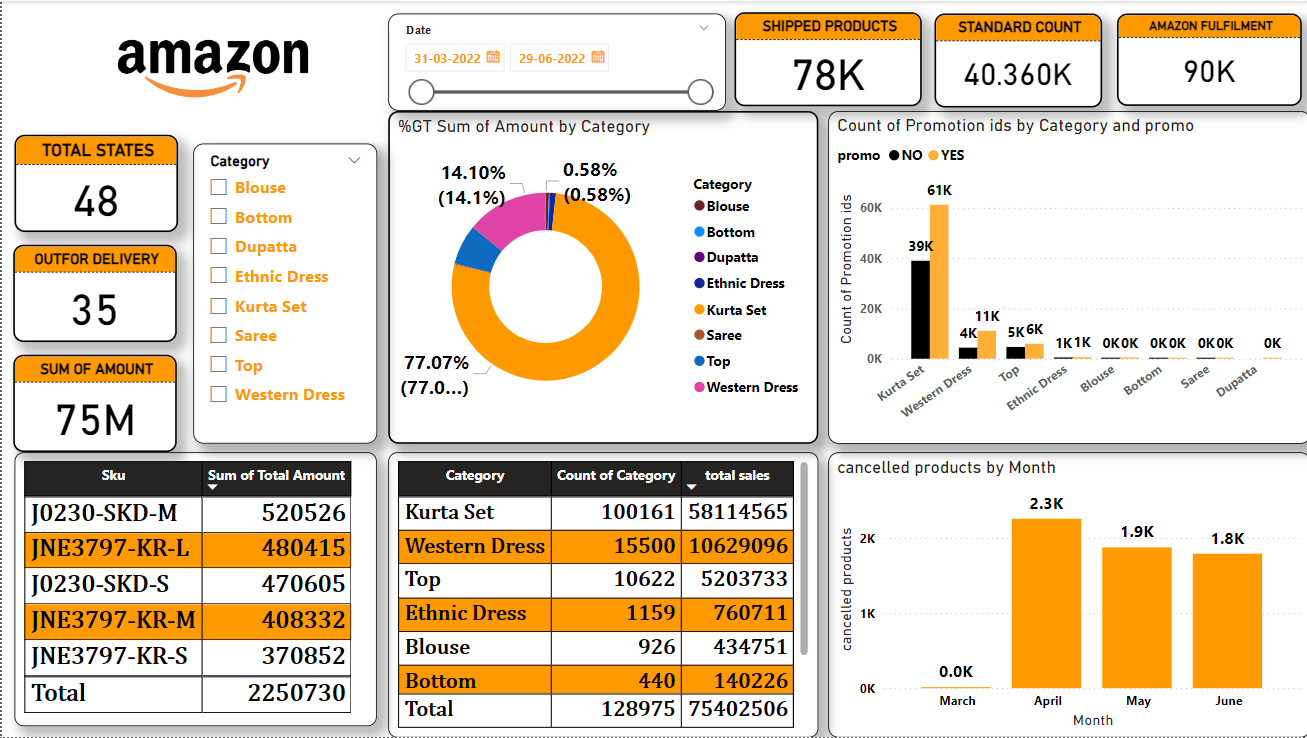 amazon
Date
31-03-2022 29-06-2022
SHIPPED PRODUCTS
78K
STANDARD COUNT
40.360K
AMAZON FULFILMENT
90K
TOTAL STATES
48
OUTFOR DELIVERY
35
SUM OF AMOUNT
75M
Category
Blouse
Bottom
Dupatta
Ethnic Dress
Kurta Set
Saree
Top
Western Dress
%GT Sum of Amount by Category
14.10%
(14.1%)
0.58%
(0.58%)
77.07%
(77.0...)
Category
Blouse
Bottom
Dupatta
Ethnic Dress
Kurta Set
Saree
Top
Western Dress
Count of Promotion ids by Category and promo
promo NO YES
Count of Promotion ids
60K
40K
20K
0K
39K 61K
4K 11K
5K 6K
1K 1K
0K 0K
0K 0K
0K 0K
0K
Kurta Set
Western Dress
Top
Ethnic Dress
Blouse
Bottom
Saree
Dupatta
Sku Sum of Total Amount
J0230-SKD-M 520526
JNE3797-KR-L 480415
J0230-SKD-S 470605
JNE3797-KR-M 408332
JNE3797-KR-S 370852
Total 2250730
Category Count of Category total sales
Kurta Set 100161 58114565
Western Dress 15500 10629096
Top 10622 5203733
Ethnic Dress 1159 760711
Blouse 926 434751
Bottom 440 140226
Total 128975 75402506
cancelled products by Month
cancelled products
2K
1K
0K
0.0K
2.3K
1.9K
1.8K
March
April
May
June
Month